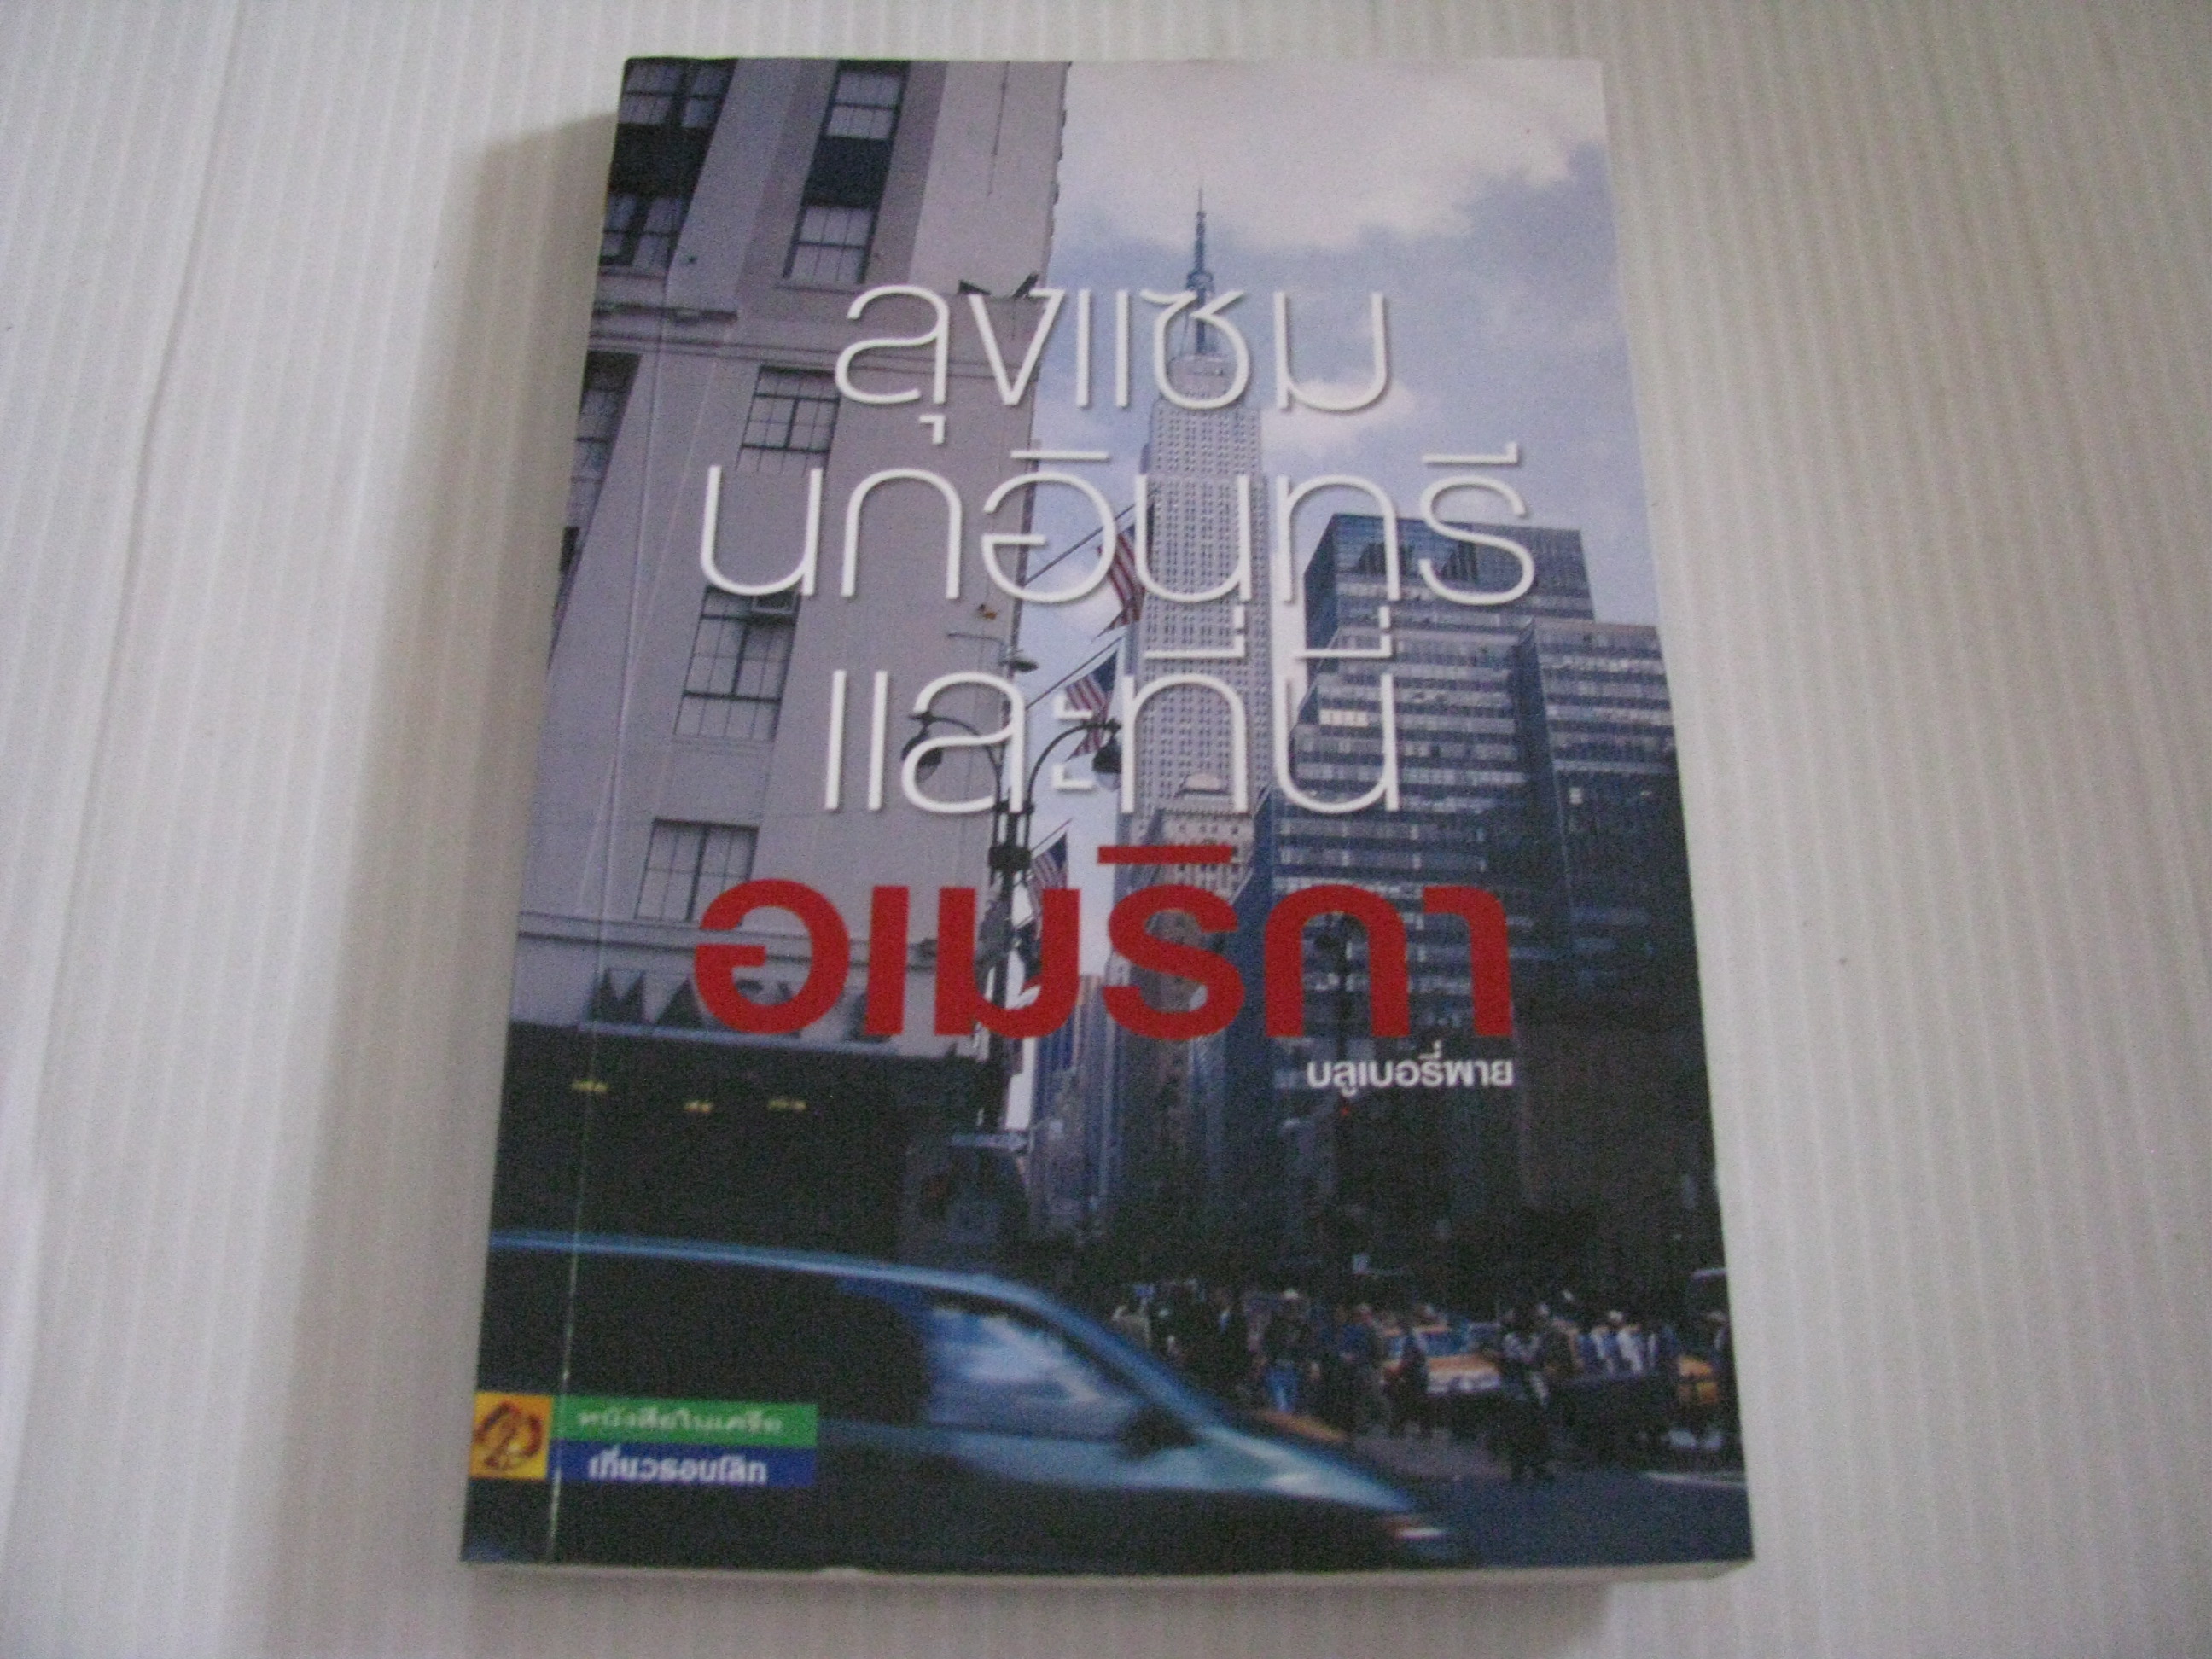 ลุงแซม
นกอินทรี
และที่นี่
อเมริกา
บลูเบอรี่พาย
หนังสือในเครือ
เที่ยวรอบโลก